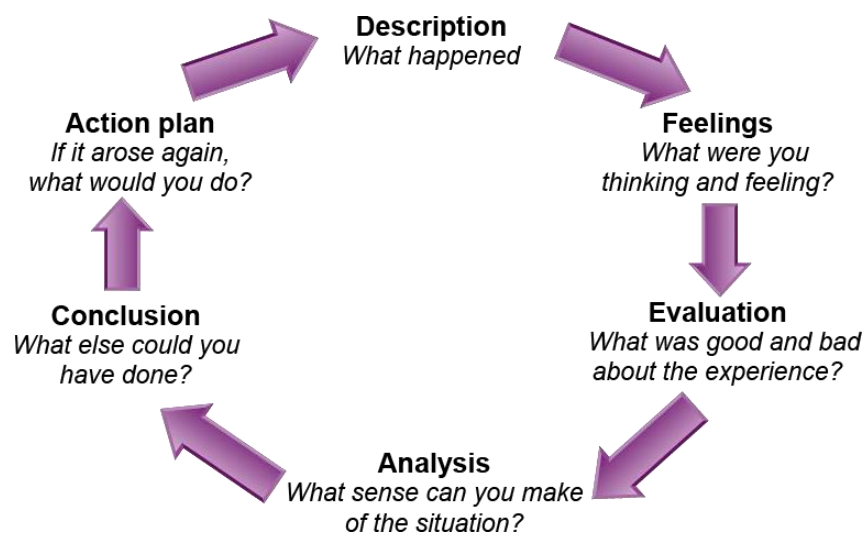 Description
What happened
Feelings
What were you
thinking and feeling?
Evaluation
What was good and bad
about the experience?
Analysis
What sense can you make
of the situation?
Conclusion
What else could you
have done?
Action plan
If it arose again,
what would you do?